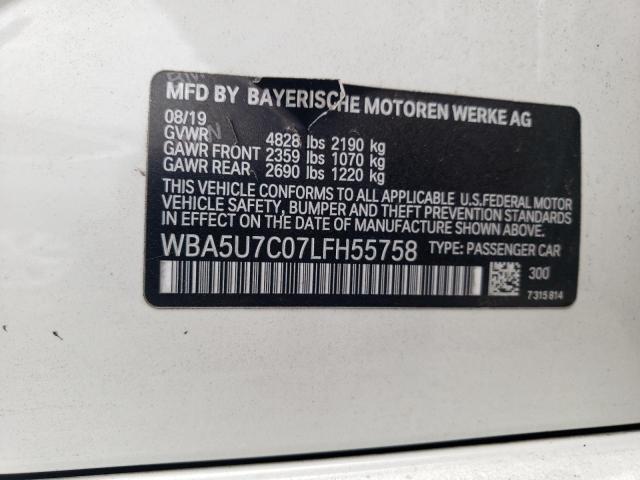 MFD BY BAYERISCHE MOTOREN WERKE AG
08/19
GVWR 4828 lbs 2190 kg
GAWR FRONT 2359 lbs 1070 kg
GAWR REAR 2690 lbs 1220 kg
THIS VEHICLE CONFORMS TO ALL APPLICABLE U.S.FEDERAL MOTOR
VEHICLE SAFETY, BUMPER AND THEFT PREVENTION STANDARDS
IN EFFECT ON THE DATE OF MANUFACTURE SHOWN ABOVE.
WBA5U7C07LFH55758 TYPE: PASSENGER CAR
300
7315814